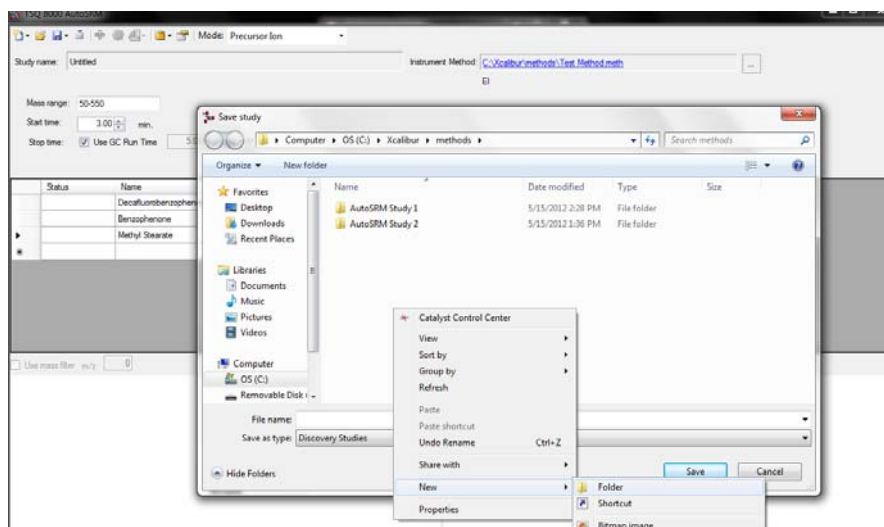 TSQ 8000 AutoSRM
Mode: Precursor Ion
Study name: Untitled
Instrument Method: C:\Xcalibur\methods\Test Method.meth
...
EI
Mass range: 50-550
Start time: 3.00 min.
Stop time: Use GC Run Time
Status Name
Decafluorobenzophen
Benzophenone
Methyl Stearate
Use mass filter m/z 0
Save study
Computer OS (C:) Xcalibur methods
Search methods
Organize New folder
Favorites
Desktop
Downloads
Recent Places
Libraries
Documents
Music
Pictures
Videos
Computer
OS (C:)
Removable Disk
Name Date modified Type Size
AutoSRM Study 1 5/15/2012 2:28 PM File folder
AutoSRM Study 2 5/15/2012 1:36 PM File folder
File name:
Save as type: Discovery Studies
Hide Folders
Save Cancel
Catalyst Control Center
View
Sort by
Group by
Refresh
Paste
Paste shortcut
Undo Rename Ctrl+Z
Share with
New
Properties
Folder
Shortcut
Bitmap image